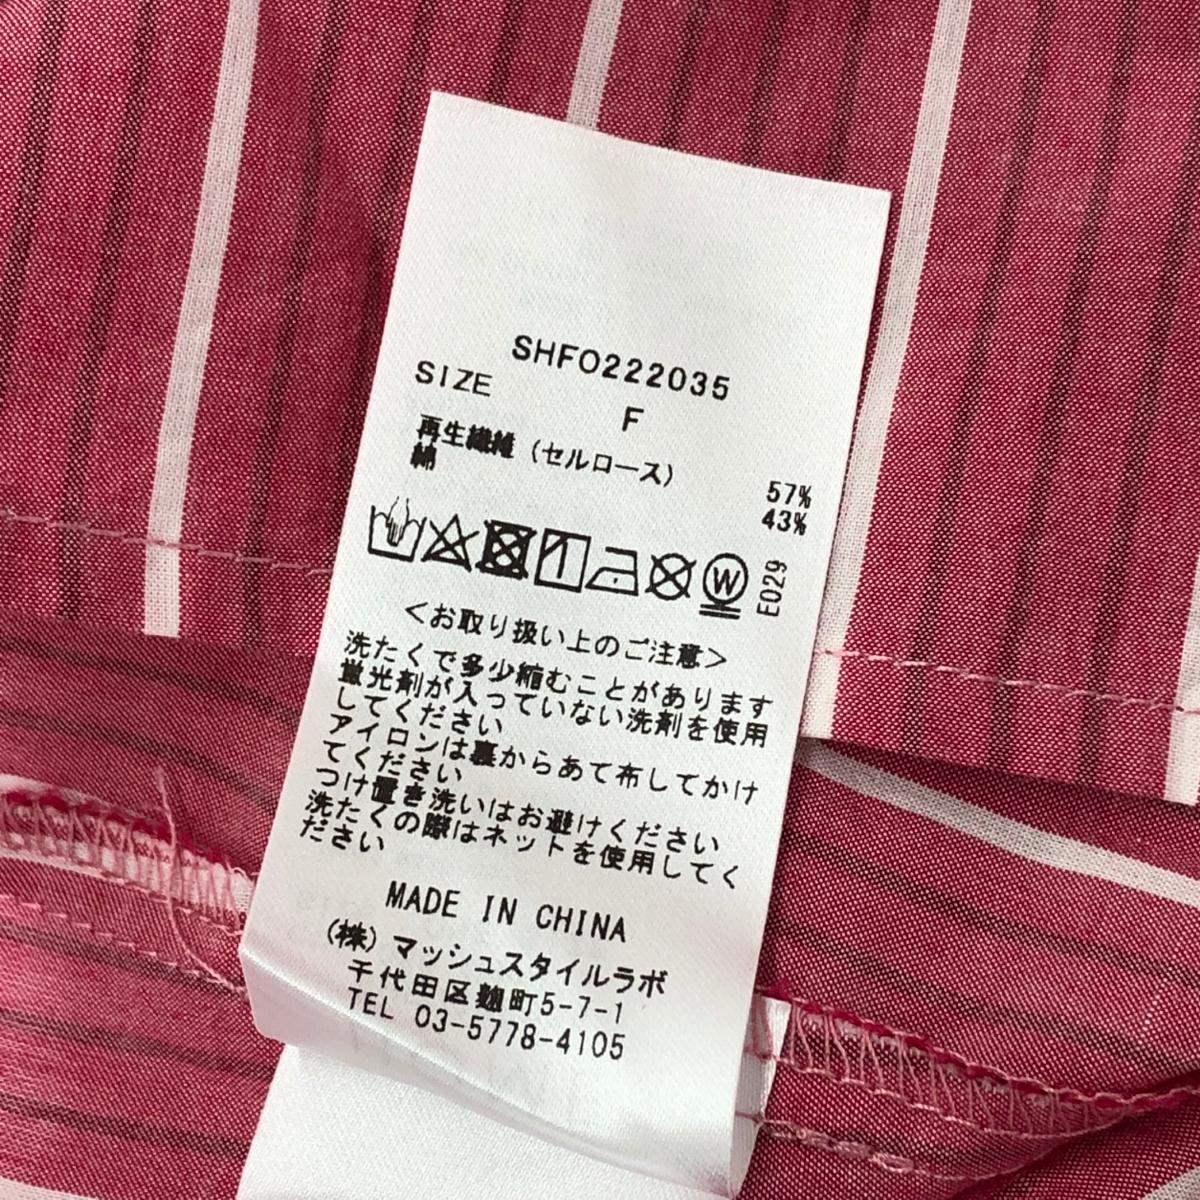 SHFO222035
SIZE F
再生繊維 (セルロース) 57%
綿 43%
W E029
<お取り扱い上のご注意>
洗たくで多少縮むことがあります
蛍光剤が入っていない洗剤を使用
してください
アイロンは裏からあて布してかけ
てください
つけ置き洗いはお避けください
洗たくの際はネットを使用してく
ださい
MADE IN CHINA
(株) マッシュスタイルラボ
千代田区麹町5-7-1
TEL 03-5778-4105